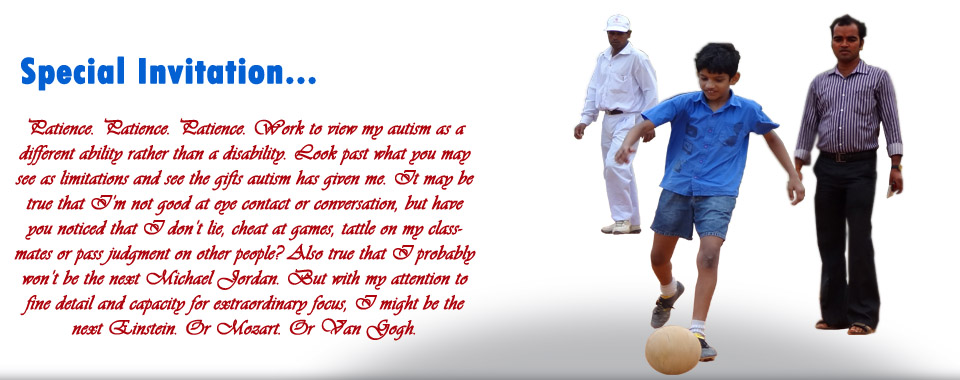 Special Invitation...
Patience. Patience. Patience. Work to view my autism as a
different ability rather than a disability. Look past what you may
see as limitations and see the gifts autism has given me. It may be
true that I'm not good at eye contact or conversation, but have
you noticed that I don't lie, cheat at games, tattle on my class-
mates or pass judgment on other people? Also true that I probably
won't be the next Michael Jordan. But with my attention to
fine detail and capacity for extraordinary focus, I might be the
next Einstein. Or Mozart. Or Van Gogh.